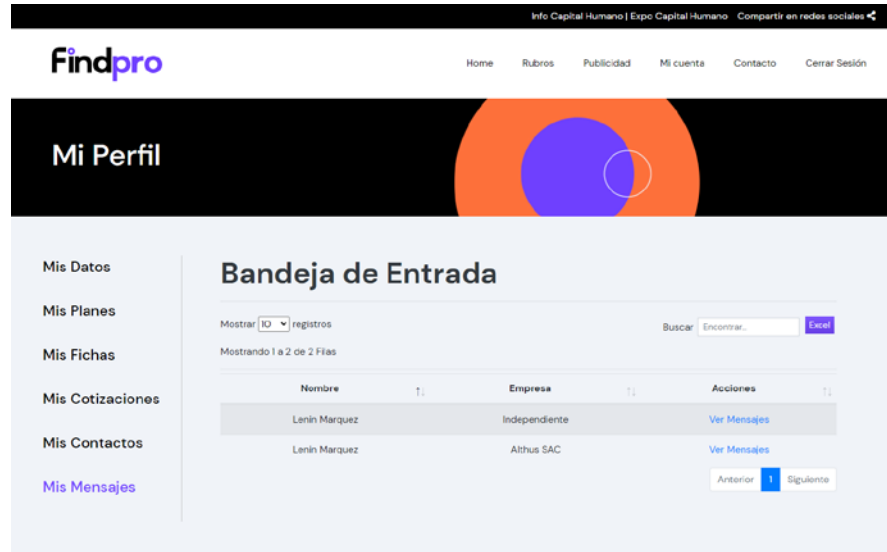 Info Capital Humano | Expo Capital Humano Compartir en redes sociales
Findpro
Home Rubros Publicidad Mi cuenta Contacto Cerrar Sesión
Mi Perfil
Mis Datos
Mis Planes
Mis Fichas
Mis Cotizaciones
Mis Contactos
Mis Mensajes
Bandeja de Entrada
Mostrar 10 registros
Buscar Encontrar... Excel
Mostrando 1 a 2 de 2 Filas
Nombre Empresa Acciones
Lenin Marquez Independiente Ver Mensajes
Lenin Marquez Althus SAC Ver Mensajes
Anterior 1 Siguiente